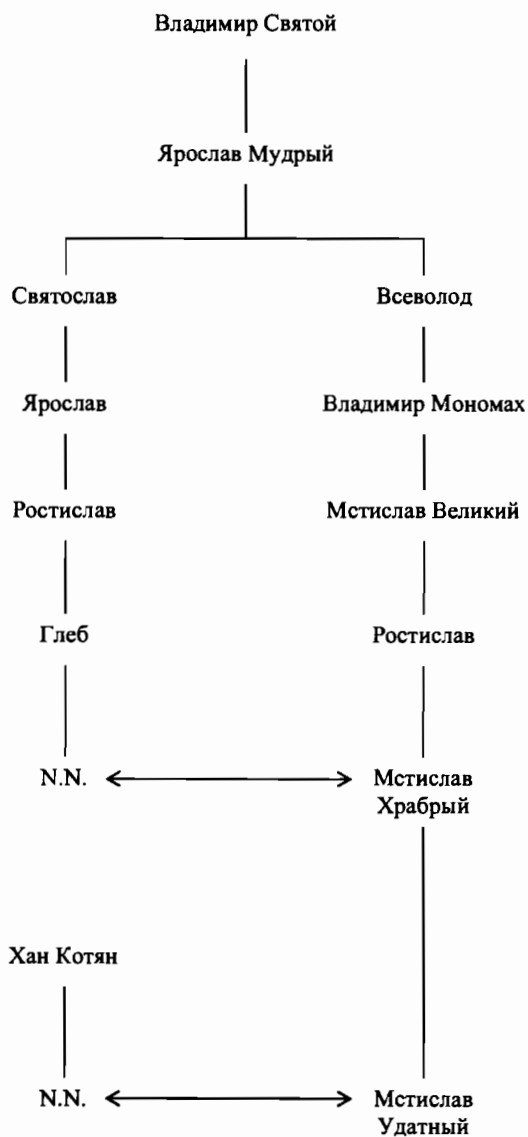 Владимир Святой
Ярослав Мудрый
Святослав Всеволод
Ярослав Владимир Мономах
Ростислав Мстислав Великий
Глеб Ростислав
N.N. Мстислав
Храбрый
Хан Котян
N.N. Мстислав
Удатный